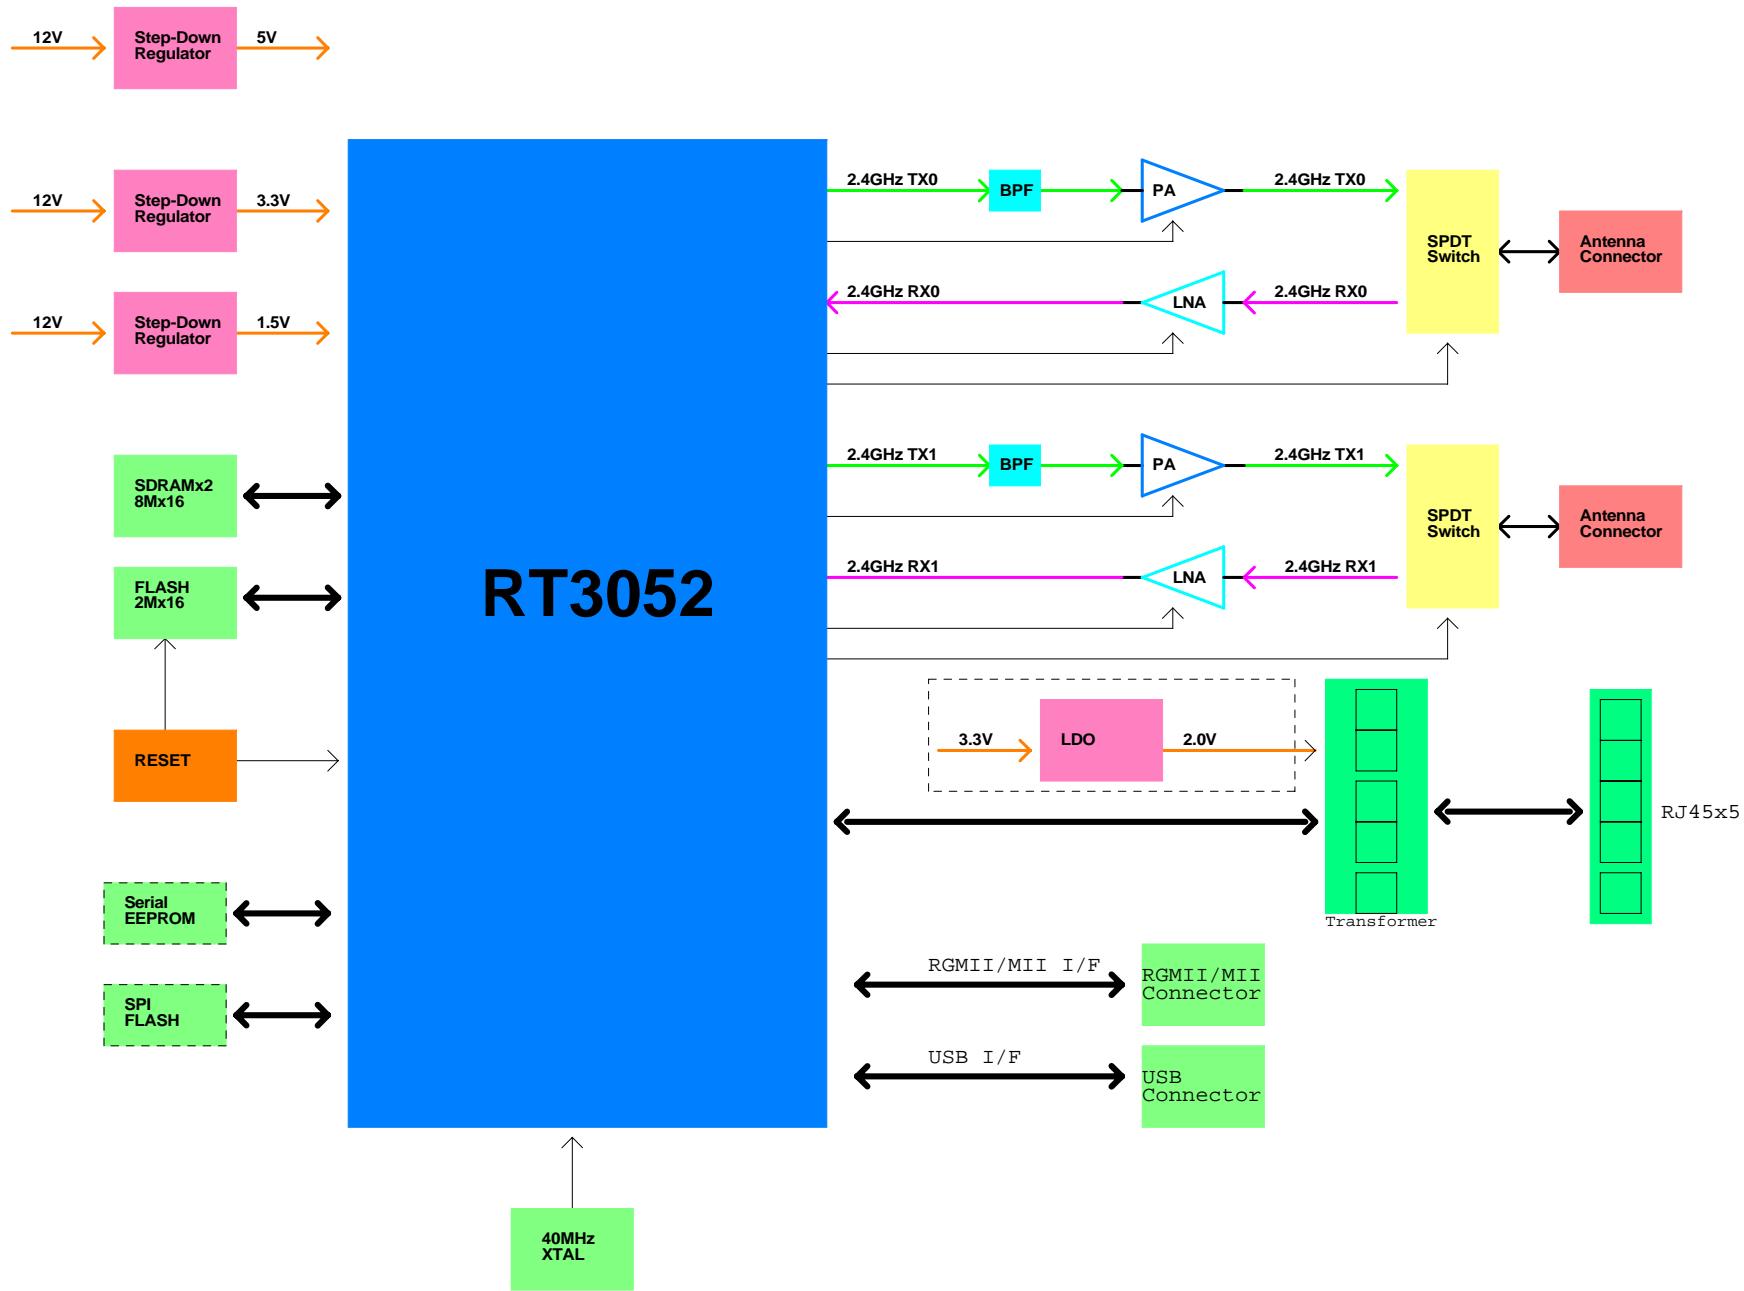 12V
Step-Down
Regulator
5V
12V
Step-Down
Regulator
3.3V
12V
Step-Down
Regulator
1.5V
SDRAMx2
8Mx16
FLASH
2Mx16
RESET
Serial
EEPROM
SPI
FLASH
RT3052
40MHz
XTAL
2.4GHz TX0
BPF
PA
2.4GHz TX0
2.4GHz RX0
LNA
2.4GHz RX0
SPDT
Switch
Antenna
Connector
2.4GHz TX1
BPF
PA
2.4GHz TX1
2.4GHz RX1
LNA
2.4GHz RX1
SPDT
Switch
Antenna
Connector
3.3V
LDO
2.0V
Transformer
RJ45x5
RGMII/MII I/F
RGMII/MII
Connector
USB I/F
USB
Connector